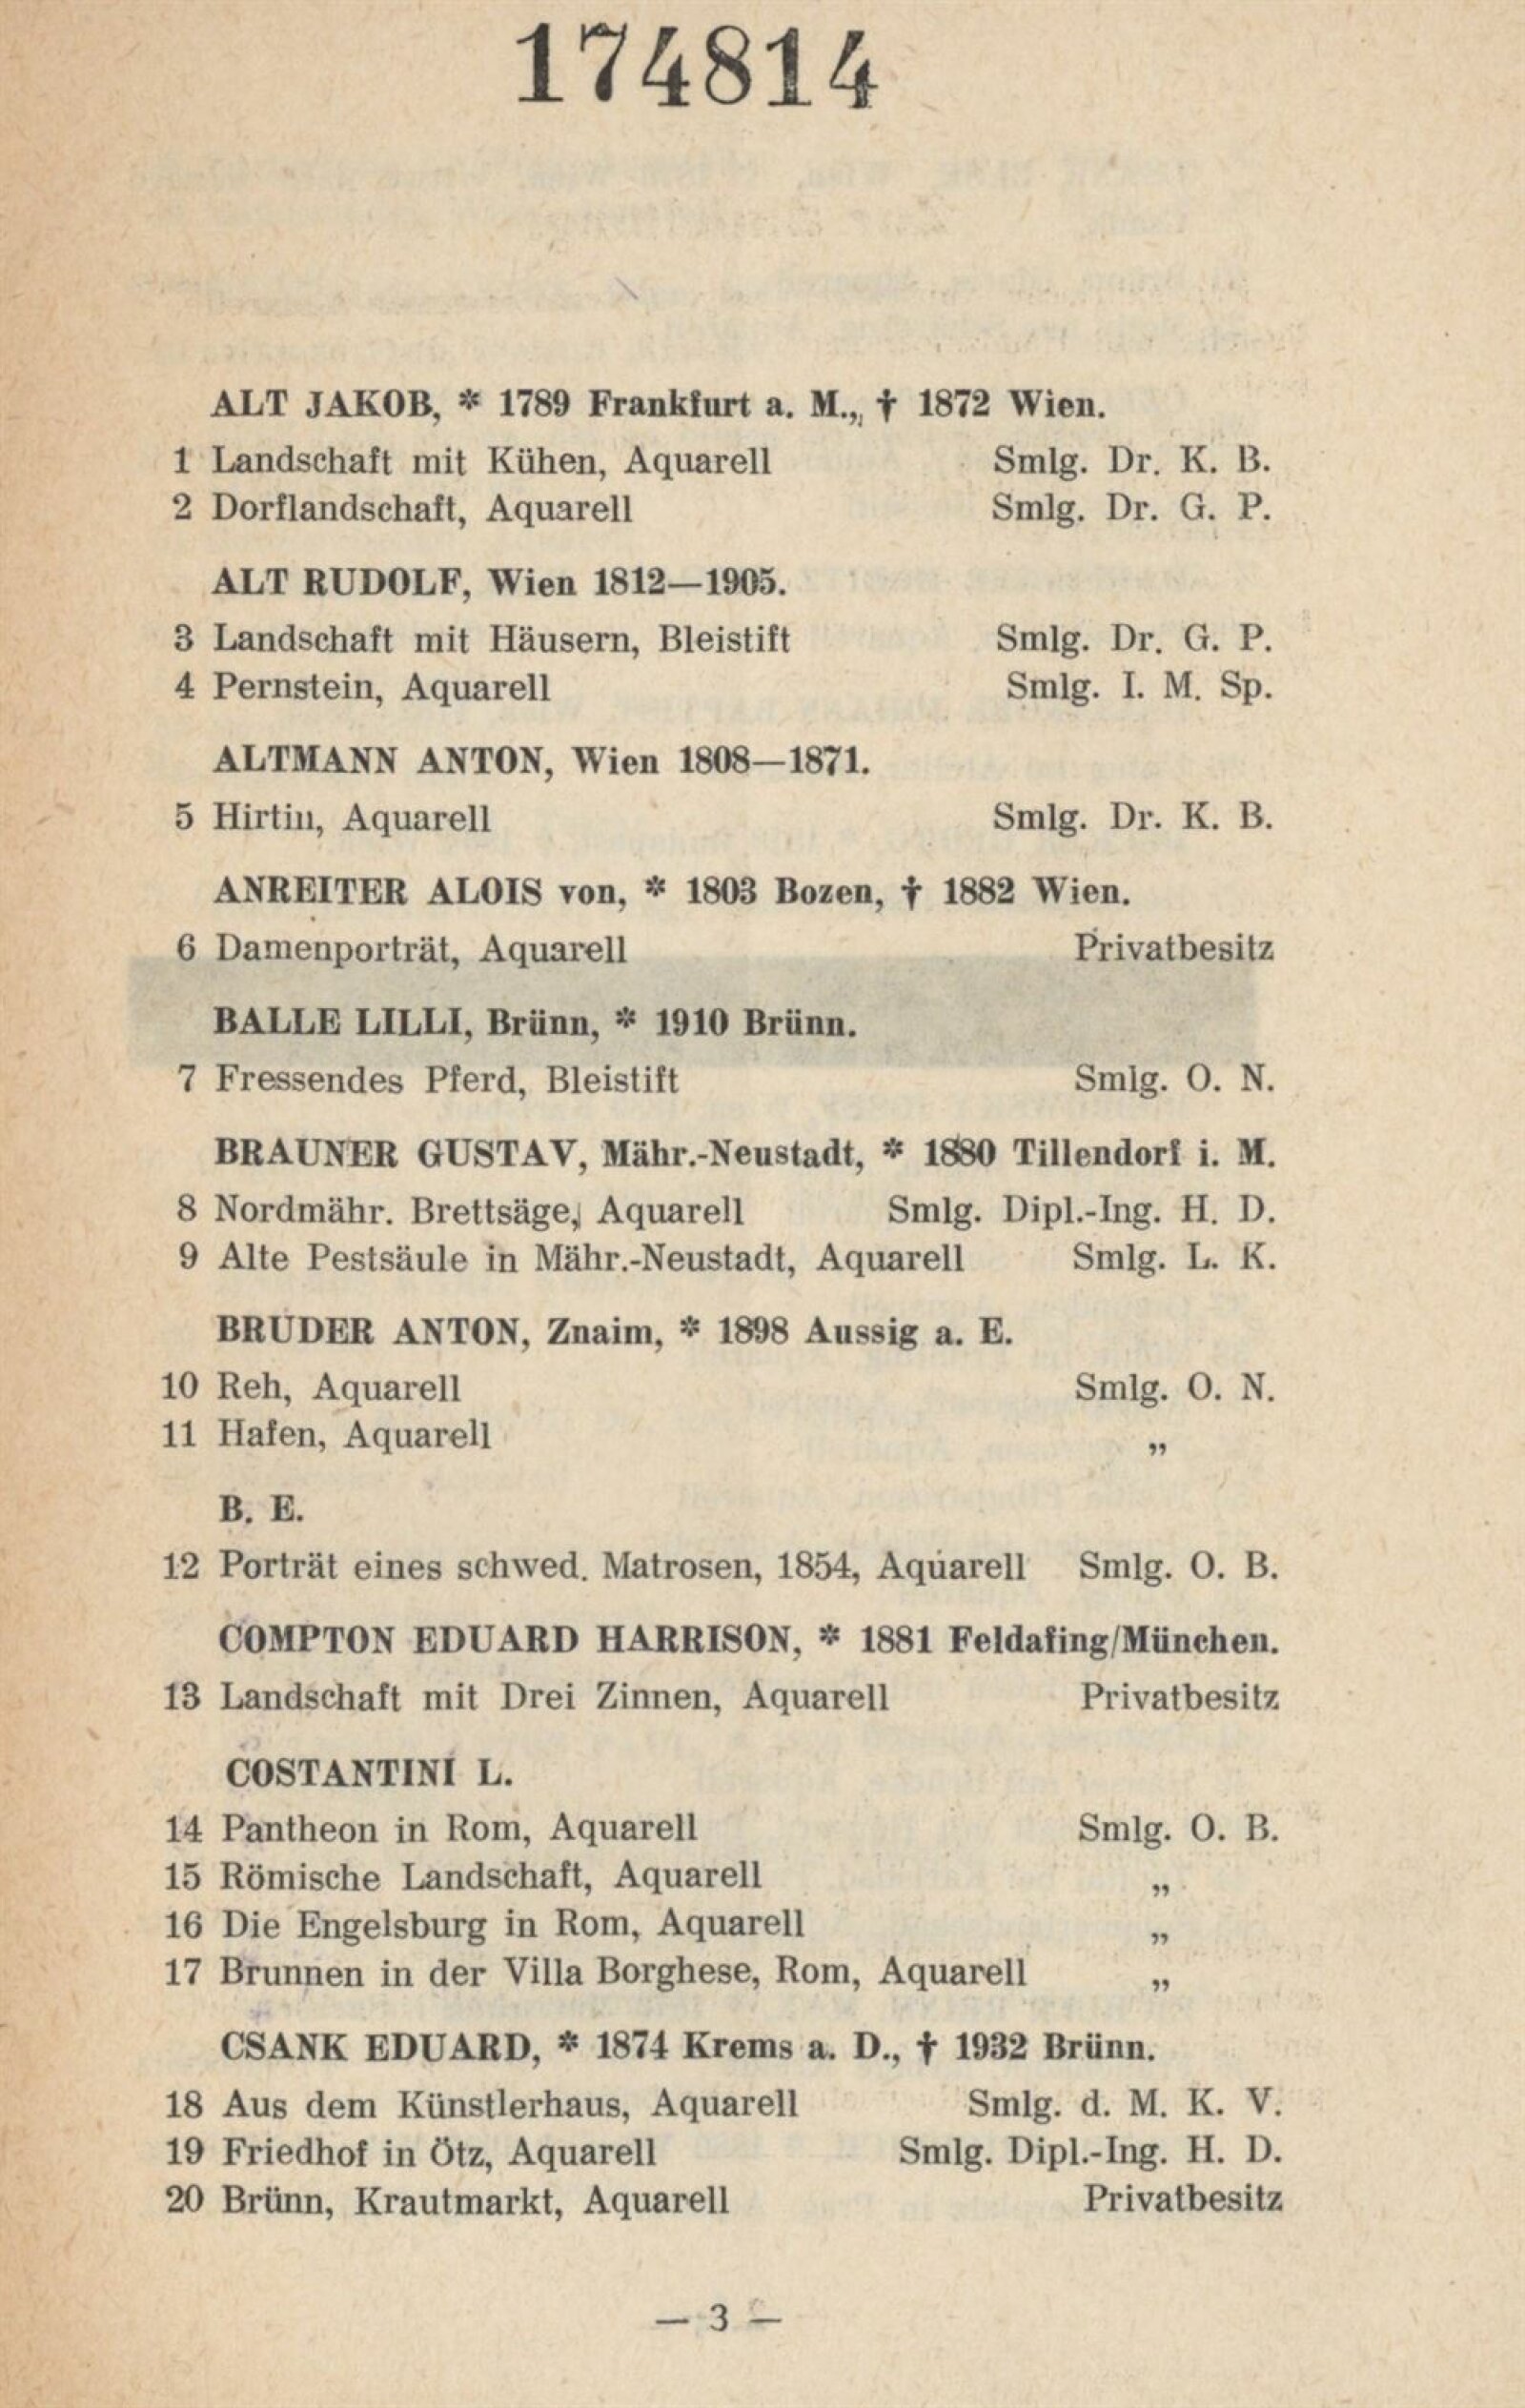 174814
ALT JAKOB, * 1789 Frankfurt a. M.,, † 1872 Wien.
1 Landschaft mit Kühen, Aquarell Smlg. Dr. K. B.
2 Dorflandschaft, Aquarell Smlg. Dr. G. P.
ALT RUDOLF, Wien 1812—1905.
3 Landschaft mit Häusern, Bleistift Smlg. Dr. G. P.
4 Pernstein, Aquarell Smlg. I. M. Sp.
ALTMANN ANTON, Wien 1808—1871.
5 Hirtin, Aquarell Smlg. Dr. K. B.
ANREITER ALOIS von, * 1803 Bozen, † 1882 Wien.
6 Damenporträt, Aquarell Privatbesitz
BALLE LILLI, Brünn, * 1910 Brünn.
7 Fressendes Pferd, Bleistift Smlg. O. N.
BRAUNER GUSTAV, Mähr.-Neustadt, * 1880 Tillendorf i. M.
8 Nordmähr. Brettsäge, Aquarell Smlg. Dipl.-Ing. H. D.
9 Alte Pestsäule in Mähr.-Neustadt, Aquarell Smlg. L. K.
BRUDER ANTON, Znaim, * 1898 Aussig a. E.
10 Reh, Aquarell Smlg. O. N.
11 Hafen, Aquarell „
B. E.
12 Porträt eines schwed. Matrosen, 1854, Aquarell Smlg. O. B.
COMPTON EDUARD HARRISON, * 1881 Feldafing/München.
13 Landschaft mit Drei Zinnen, Aquarell Privatbesitz
COSTANTINI L.
14 Pantheon in Rom, Aquarell Smlg. O. B.
15 Römische Landschaft, Aquarell „
16 Die Engelsburg in Rom, Aquarell „
17 Brunnen in der Villa Borghese, Rom, Aquarell „
CSANK EDUARD, * 1874 Krems a. D., † 1932 Brünn.
18 Aus dem Künstlerhaus, Aquarell Smlg. d. M. K. V.
19 Friedhof in Ötz, Aquarell Smlg. Dipl.-Ing. H. D.
20 Brünn, Krautmarkt, Aquarell Privatbesitz
— 3 —